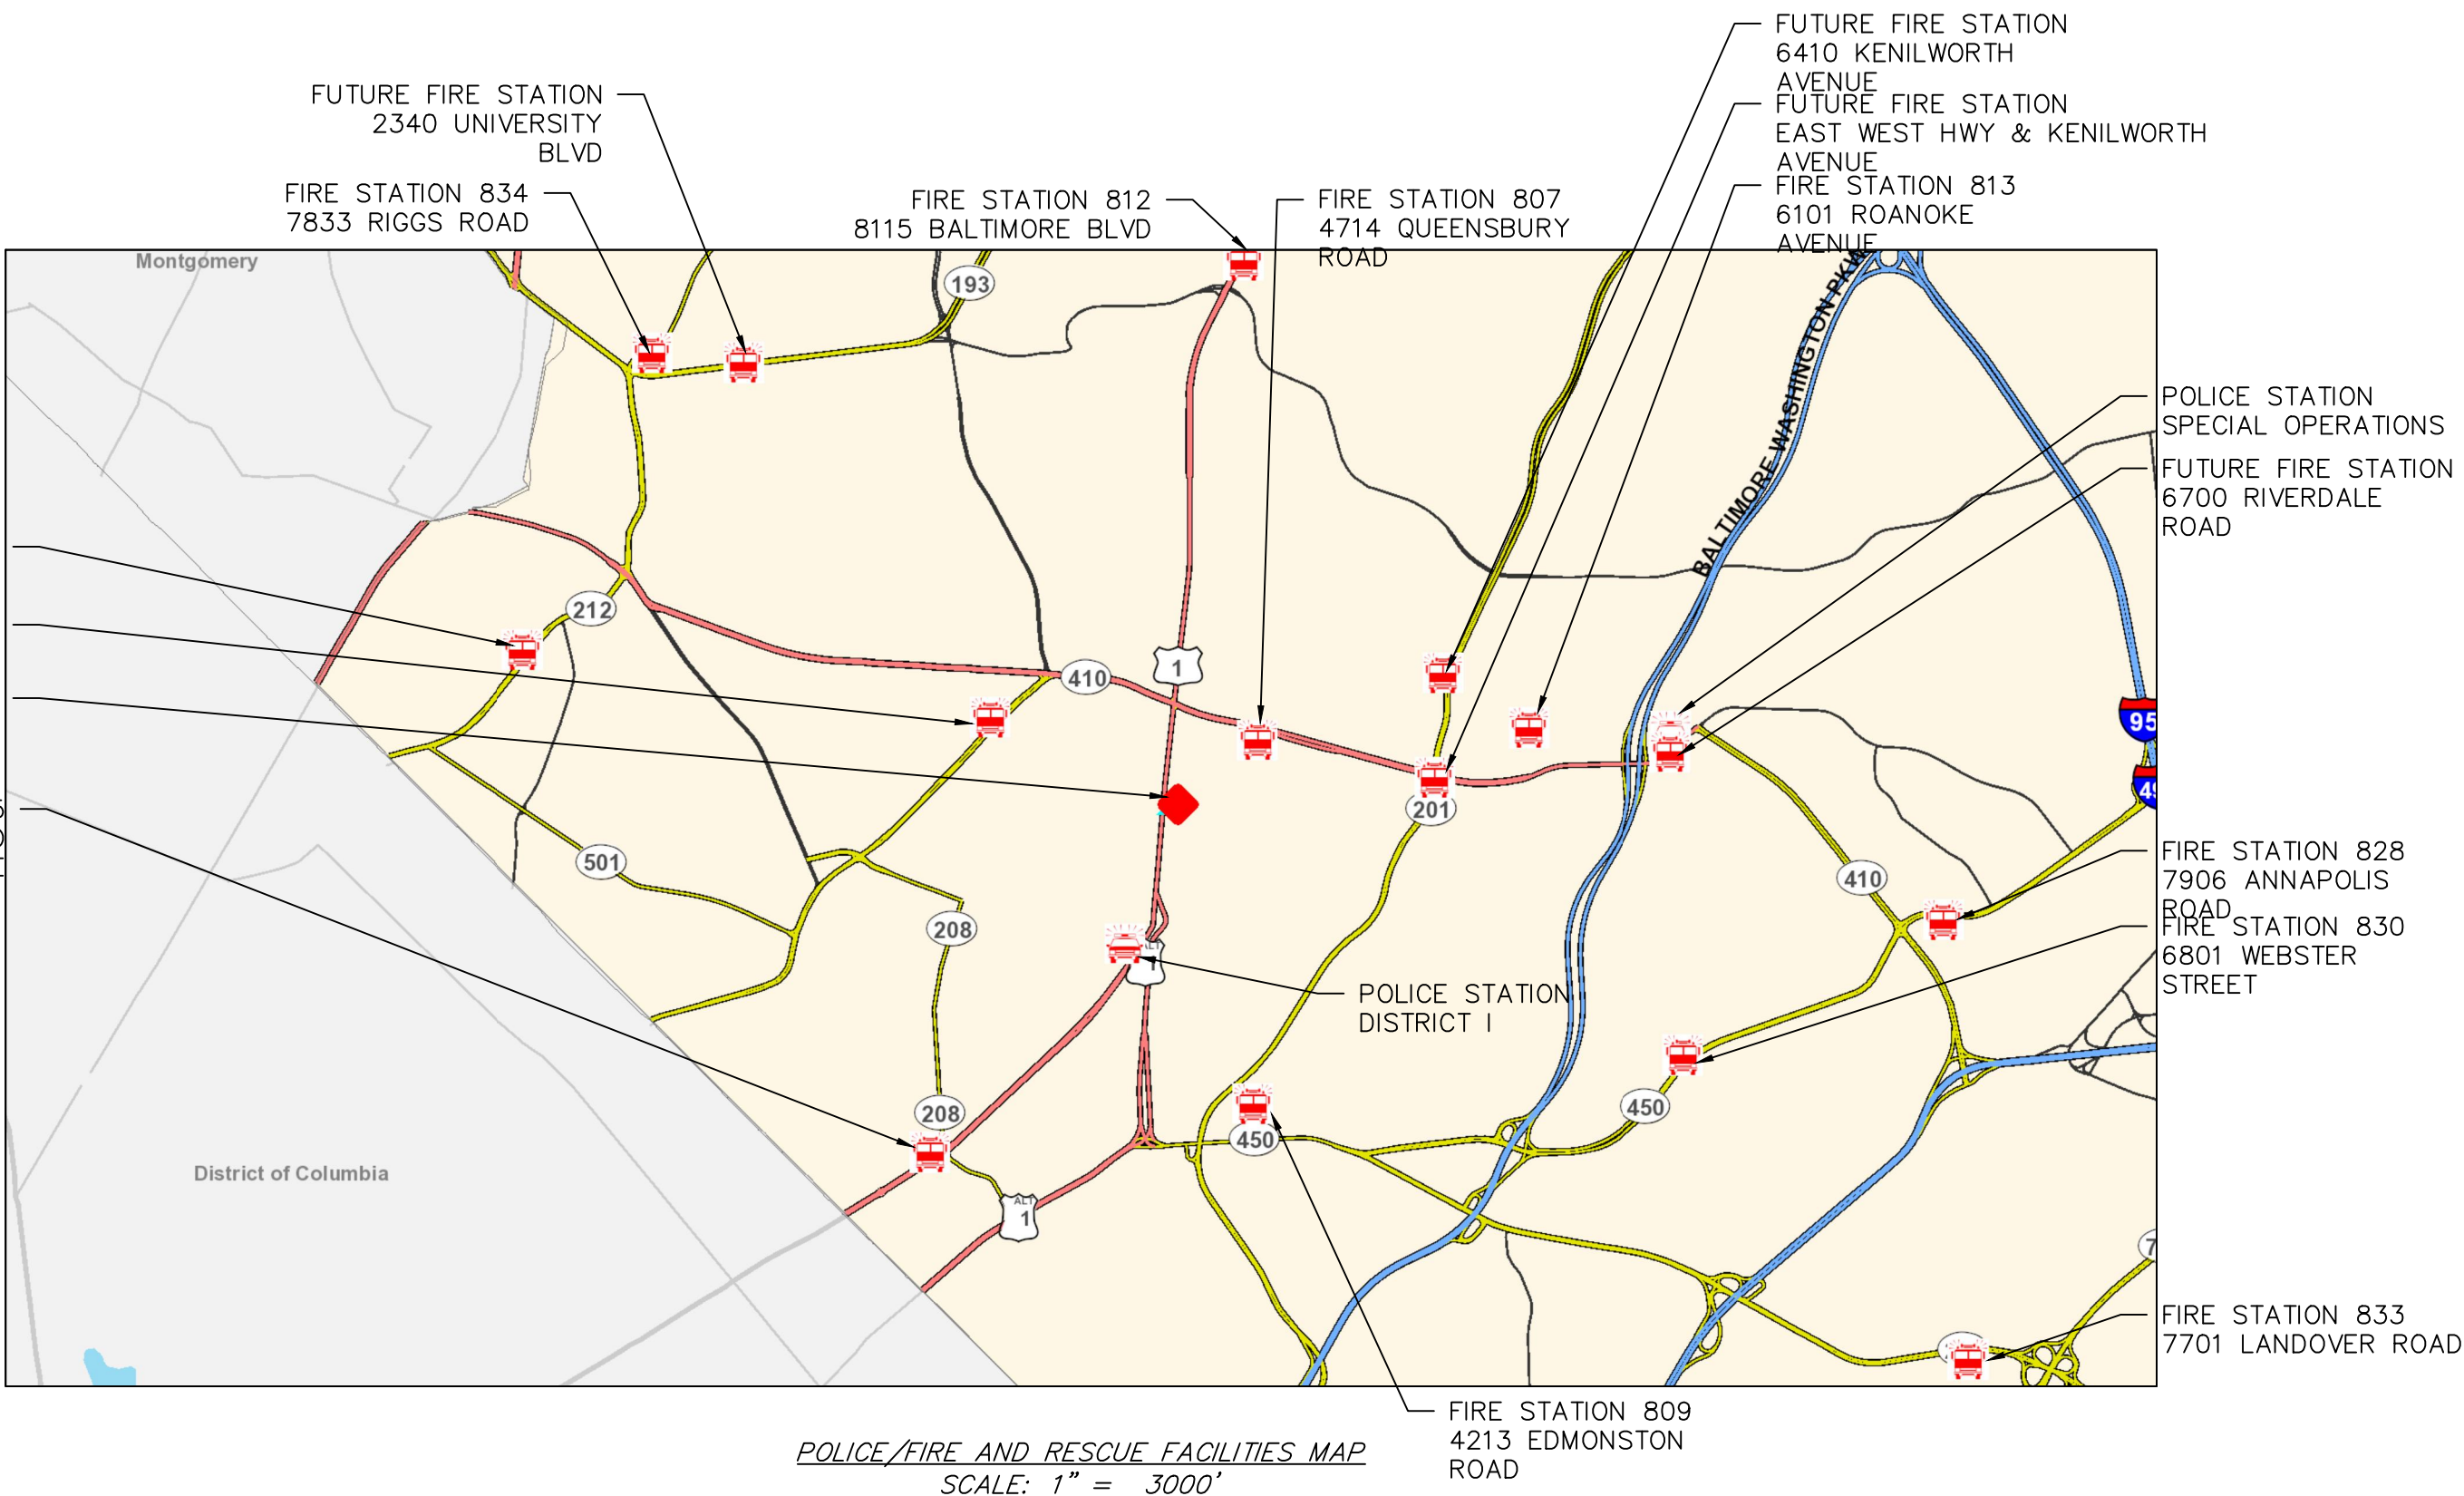 FUTURE FIRE STATION
6410 KENILWORTH
AVENUE
FUTURE FIRE STATION
EAST WEST HWY & KENILWORTH
AVENUE
FIRE STATION 813
6101 ROANOKE
AVENUE
FUTURE FIRE STATION
2340 UNIVERSITY
BLVD
FIRE STATION 834
7833 RIGGS ROAD
FIRE STATION 812
8115 BALTIMORE BLVD
FIRE STATION 807
4714 QUEENSBURY
ROAD
Montgomery
193
BALTIMORE WASHINGTON PKWY
POLICE STATION
SPECIAL OPERATIONS
FUTURE FIRE STATION
6700 RIVERDALE
ROAD
212
1
410
95
201
501
410
208
FIRE STATION 828
7906 ANNAPOLIS
ROAD
FIRE STATION 830
6801 WEBSTER
STREET
POLICE STATION
DISTRICT I
208
450
450
District of Columbia
ALT
1
FIRE STATION 833
7701 LANDOVER ROAD
FIRE STATION 809
4213 EDMONSTON
ROAD
POLICE/FIRE AND RESCUE FACILITIES MAP
SCALE: 1" = 3000'